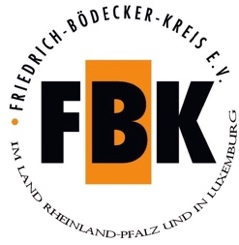 • FRIEDRICH-BÖDECKER-KREIS E.V.
FBK
IM LAND RHEINLAND-PFALZ UND IN LUXEMBURG